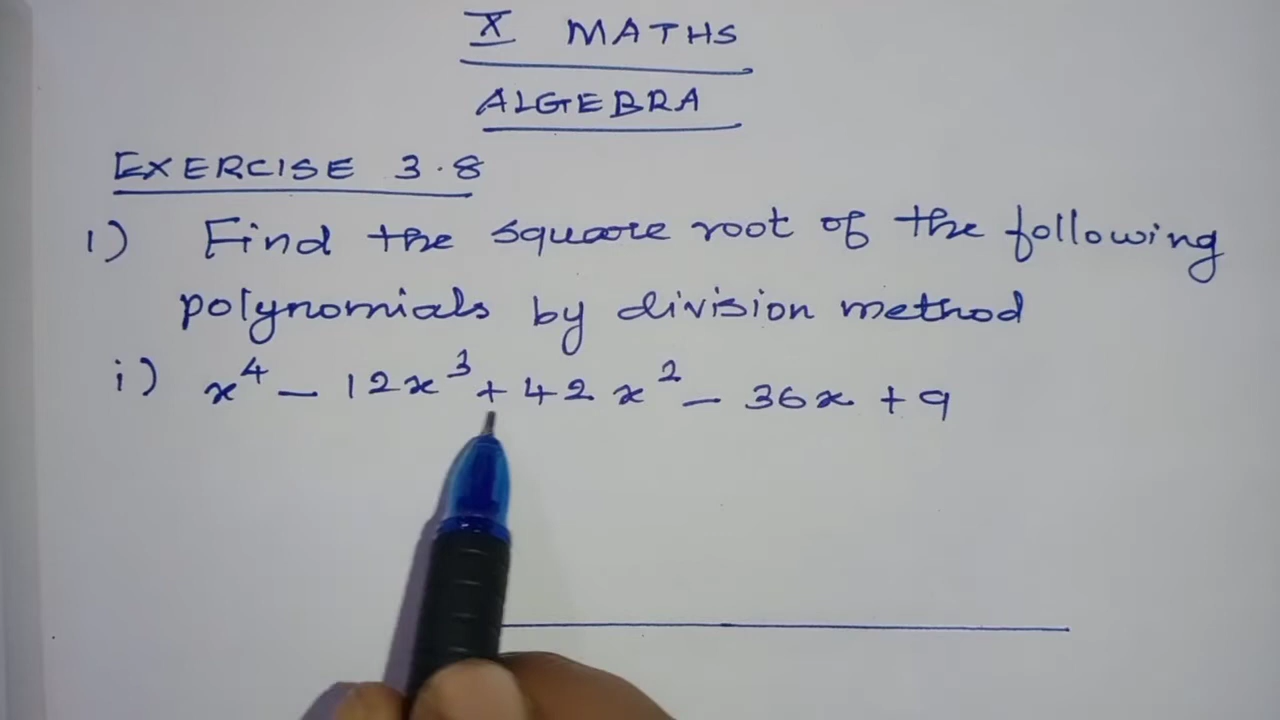 X MATHS
ALGEBRA
EXERCISE 3.8
1) Find the square root of the following
polynomials by division method
i) x⁴ - 12x³ + 42x² - 36x + 9